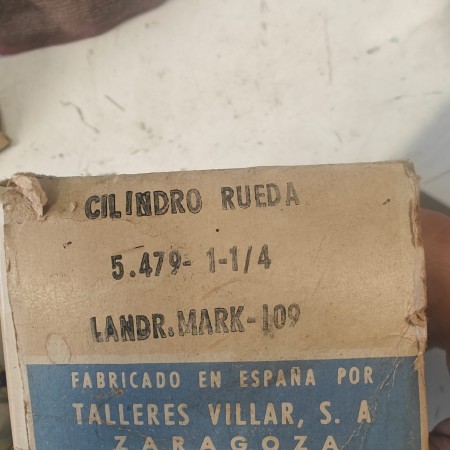 CILINDRO RUEDA
5.479- 1-1/4
LANDR.MARK-109
FABRICADO EN ESPAÑA POR
TALLERES VILLAR, S. A
ZARAGOZA